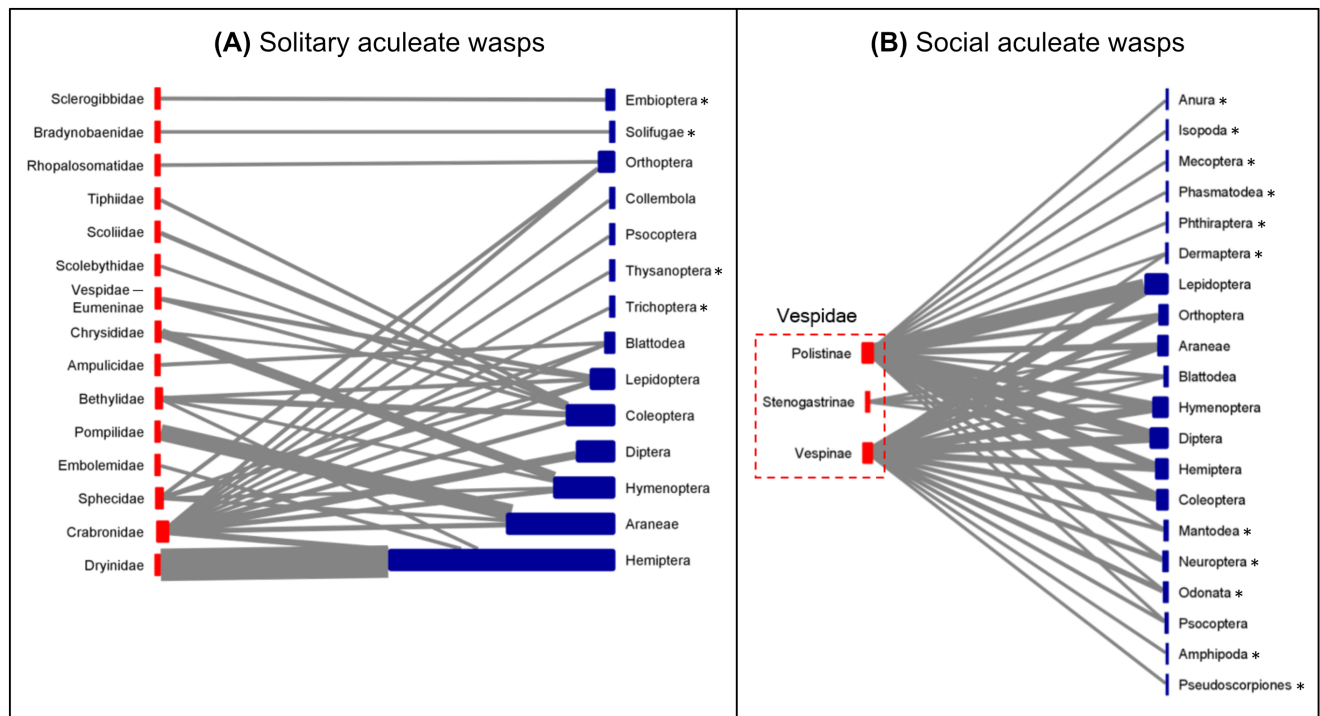 (A) Solitary aculeate wasps
Sclerogibbidae
Bradynobaenidae
Rhopalosomatidae
Tiphiidae
Scoliidae
Scolebythidae
Vespidae –
Eumeninae
Chrysididae
Ampulicidae
Bethylidae
Pompilidae
Embolemidae
Sphecidae
Crabronidae
Dryinidae
Embioptera *
Solifugae *
Orthoptera
Collembola
Psocoptera
Thysanoptera *
Trichoptera *
Blattodea
Lepidoptera
Coleoptera
Diptera
Hymenoptera
Araneae
Hemiptera
(B) Social aculeate wasps
Vespidae
Polistinae
Stenogastrinae
Vespinae
Anura *
Isopoda *
Mecoptera *
Phasmatodea *
Phthiraptera *
Dermaptera *
Lepidoptera
Orthoptera
Araneae
Blattodea
Hymenoptera
Diptera
Hemiptera
Coleoptera
Mantodea *
Neuroptera *
Odonata *
Psocoptera
Amphipoda *
Pseudoscorpiones *